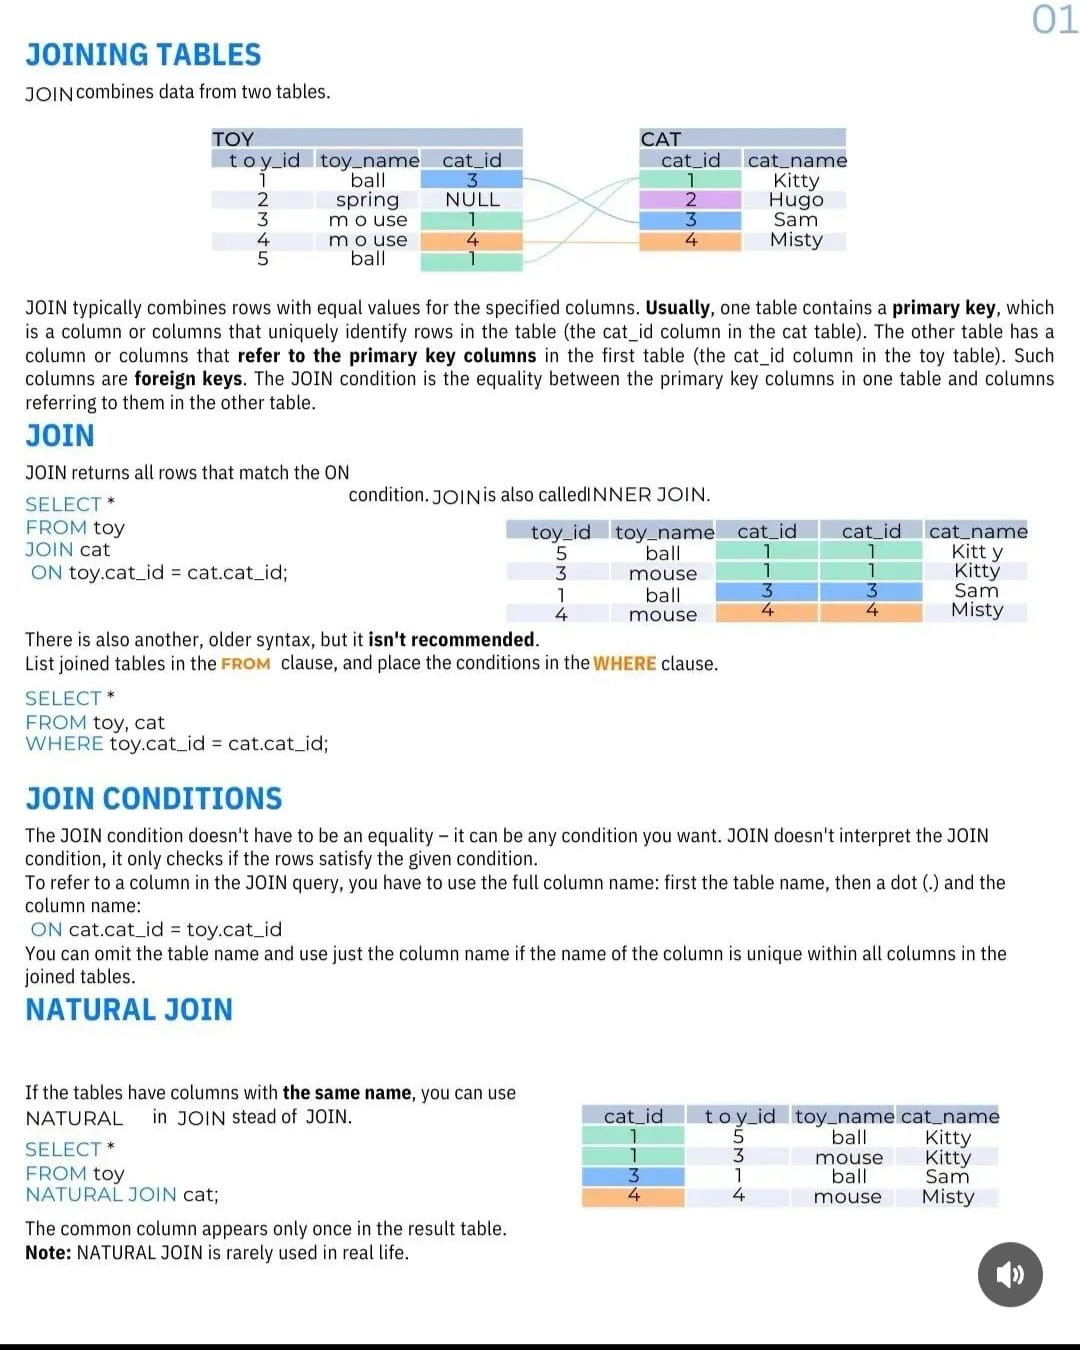 01
JOINING TABLES
JOIN combines data from two tables.
TOY
toy_id toy_name cat_id
1 ball 3
2 spring NULL
3 mouse 1
4 mouse 4
5 ball 1
CAT
cat_id cat_name
1 Kitty
2 Hugo
3 Sam
4 Misty
JOIN typically combines rows with equal values for the specified columns. Usually, one table contains a primary key, which
is a column or columns that uniquely identify rows in the table (the cat_id column in the cat table). The other table has a
column or columns that refer to the primary key columns in the first table (the cat_id column in the toy table). Such
columns are foreign keys. The JOIN condition is the equality between the primary key columns in one table and columns
referring to them in the other table.
JOIN
JOIN returns all rows that match the ON
condition. JOIN is also called INNER JOIN.
SELECT *
FROM toy
JOIN cat
ON toy.cat_id = cat.cat_id;
toy_id toy_name cat_id cat_id cat_name
5 ball 1 1 Kitty
3 mouse 1 1 Kitty
1 ball 3 3 Sam
4 mouse 4 4 Misty
There is also another, older syntax, but it isn't recommended.
List joined tables in the FROM clause, and place the conditions in the WHERE clause.
SELECT *
FROM toy, cat
WHERE toy.cat_id = cat.cat_id;
JOIN CONDITIONS
The JOIN condition doesn't have to be an equality – it can be any condition you want. JOIN doesn't interpret the JOIN
condition, it only checks if the rows satisfy the given condition.
To refer to a column in the JOIN query, you have to use the full column name: first the table name, then a dot (.) and the
column name:
ON cat.cat_id = toy.cat_id
You can omit the table name and use just the column name if the name of the column is unique within all columns in the
joined tables.
NATURAL JOIN
If the tables have columns with the same name, you can use
NATURAL in JOIN stead of JOIN.
SELECT *
FROM toy
NATURAL JOIN cat;
cat_id toy_id toy_name cat_name
1 5 ball Kitty
1 3 mouse Kitty
3 1 ball Sam
4 4 mouse Misty
The common column appears only once in the result table.
Note: NATURAL JOIN is rarely used in real life.